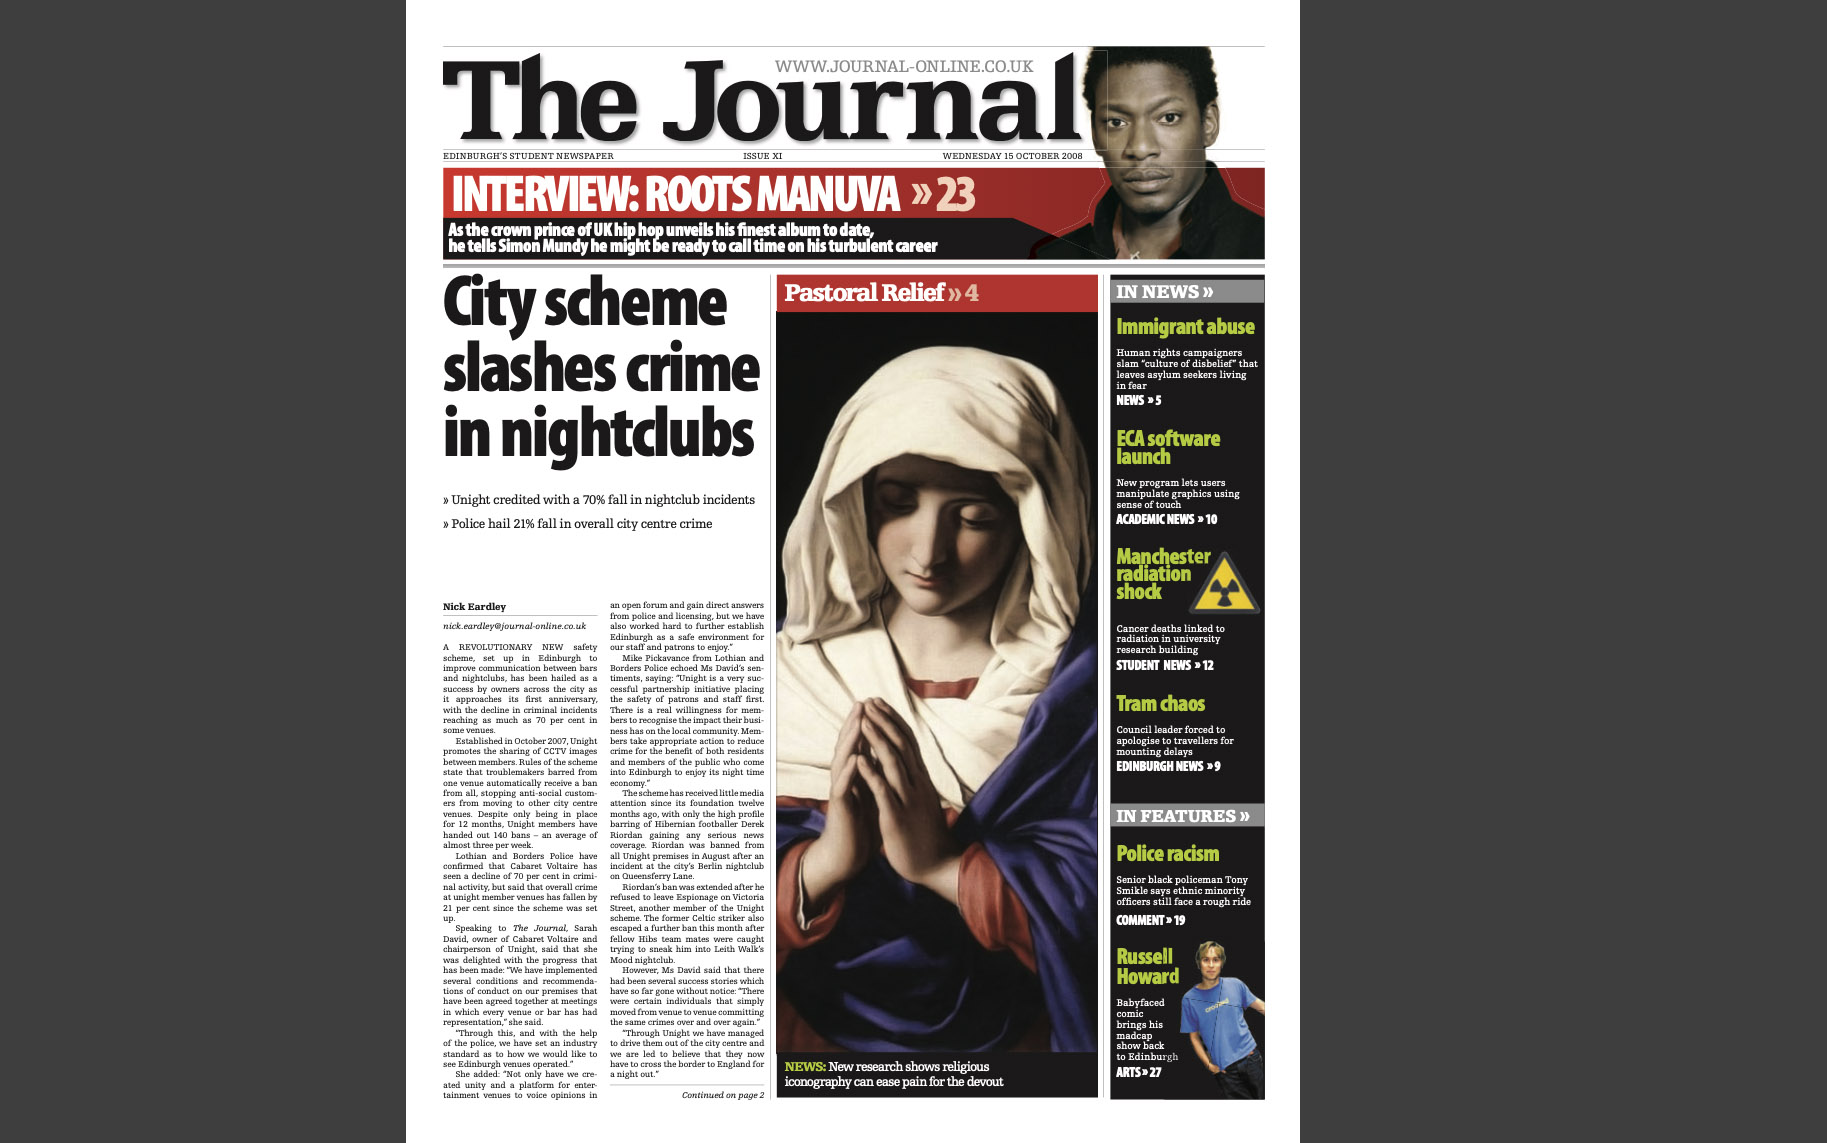 WWW.JOURNAL-ONLINE.CO.UK
The Journal
EDINBURGH'S STUDENT NEWSPAPER ISSUE XI WEDNESDAY 15 OCTOBER 2008
INTERVIEW: ROOTS MANUVA » 23
As the crown prince of UK hip hop unveils his finest album to date,
he tells Simon Mundy he might be ready to call time on his turbulent career
City scheme
slashes crime
in nightclubs
» Unight credited with a 70% fall in nightclub incidents
» Police hail 21% fall in overall city centre crime
Nick Eardley
nick.eardley@journal-online.co.uk
A REVOLUTIONARY NEW safety
scheme, set up in Edinburgh to
improve communication between bars
and nightclubs, has been hailed as a
success by owners across the city as
it approaches its first anniversary,
with the decline in criminal incidents
reaching as much as 70 per cent in
some venues.
Established in October 2007, Unight
promotes the sharing of CCTV images
between members. Rules of the scheme
state that troublemakers barred from
one venue automatically receive a ban
from all, stopping anti-social custom-
ers from moving to other city centre
venues. Despite only being in place
for 12 months, Unight members have
handed out 140 bans – an average of
almost three per week.
Lothian and Borders Police have
confirmed that Cabaret Voltaire has
seen a decline of 70 per cent in crimi-
nal activity, but said that overall crime
at unight member venues has fallen by
21 per cent since the scheme was set
up.
Speaking to The Journal, Sarah
David, owner of Cabaret Voltaire and
chairperson of Unight, said that she
was delighted with the progress that
has been made: "We have implemented
several conditions and recommenda-
tions of conduct on our premises that
have been agreed together at meetings
in which every venue or bar has had
representation," she said.
"Through this, and with the help
of the police, we have set an industry
standard as to how we would like to
see Edinburgh venues operated."
She added: "Not only have we cre-
ated unity and a platform for enter-
tainment venues to voice opinions in
an open forum and gain direct answers
from police and licensing, but we have
also worked hard to further establish
Edinburgh as a safe environment for
our staff and patrons to enjoy."
Mike Pickavance from Lothian and
Borders Police echoed Ms David's sen-
timents, saying: "Unight is a very suc-
cessful partnership initiative placing
the safety of patrons and staff first.
There is a real willingness for mem-
bers to recognise the impact their busi-
ness has on the local community. Mem-
bers take appropriate action to reduce
crime for the benefit of both residents
and members of the public who come
into Edinburgh to enjoy its night time
economy."
The scheme has received little media
attention since its foundation twelve
months ago, with only the high profile
barring of Hibernian footballer Derek
Riordan gaining any serious news
coverage. Riordan was banned from
all Unight premises in August after an
incident at the city's Berlin nightclub
on Queensferry Lane.
Riordan's ban was extended after he
refused to leave Espionage on Victoria
Street, another member of the Unight
scheme. The former Celtic striker also
escaped a further ban this month after
fellow Hibs team mates were caught
trying to sneak him into Leith Walk's
Mood nightclub.
However, Ms David said that there
had been several success stories which
have so far gone without notice: "There
were certain individuals that simply
moved from venue to venue committing
the same crimes over and over again."
"Through Unight we have managed
to drive them out of the city centre and
we are led to believe that they now
have to cross the border to England for
a night out."
Continued on page 2
Pastoral Relief » 4
NEWS: New research shows religious
iconography can ease pain for the devout
IN NEWS »
Immigrant abuse
Human rights campaigners
slam "culture of disbelief" that
leaves asylum seekers living
in fear
NEWS » 5
ECA software
launch
New program lets users
manipulate graphics using
sense of touch
ACADEMIC NEWS » 10
Manchester
radiation
shock
Cancer deaths linked to
radiation in university
research building
STUDENT NEWS » 12
Tram chaos
Council leader forced to
apologise to travellers for
mounting delays
EDINBURGH NEWS » 9
IN FEATURES »
Police racism
Senior black policeman Tony
Smikle says ethnic minority
officers still face a rough ride
COMMENT » 19
Russell
Howard
Babyfaced
comic
brings his
madcap
show back
to Edinburgh
ARTS » 27